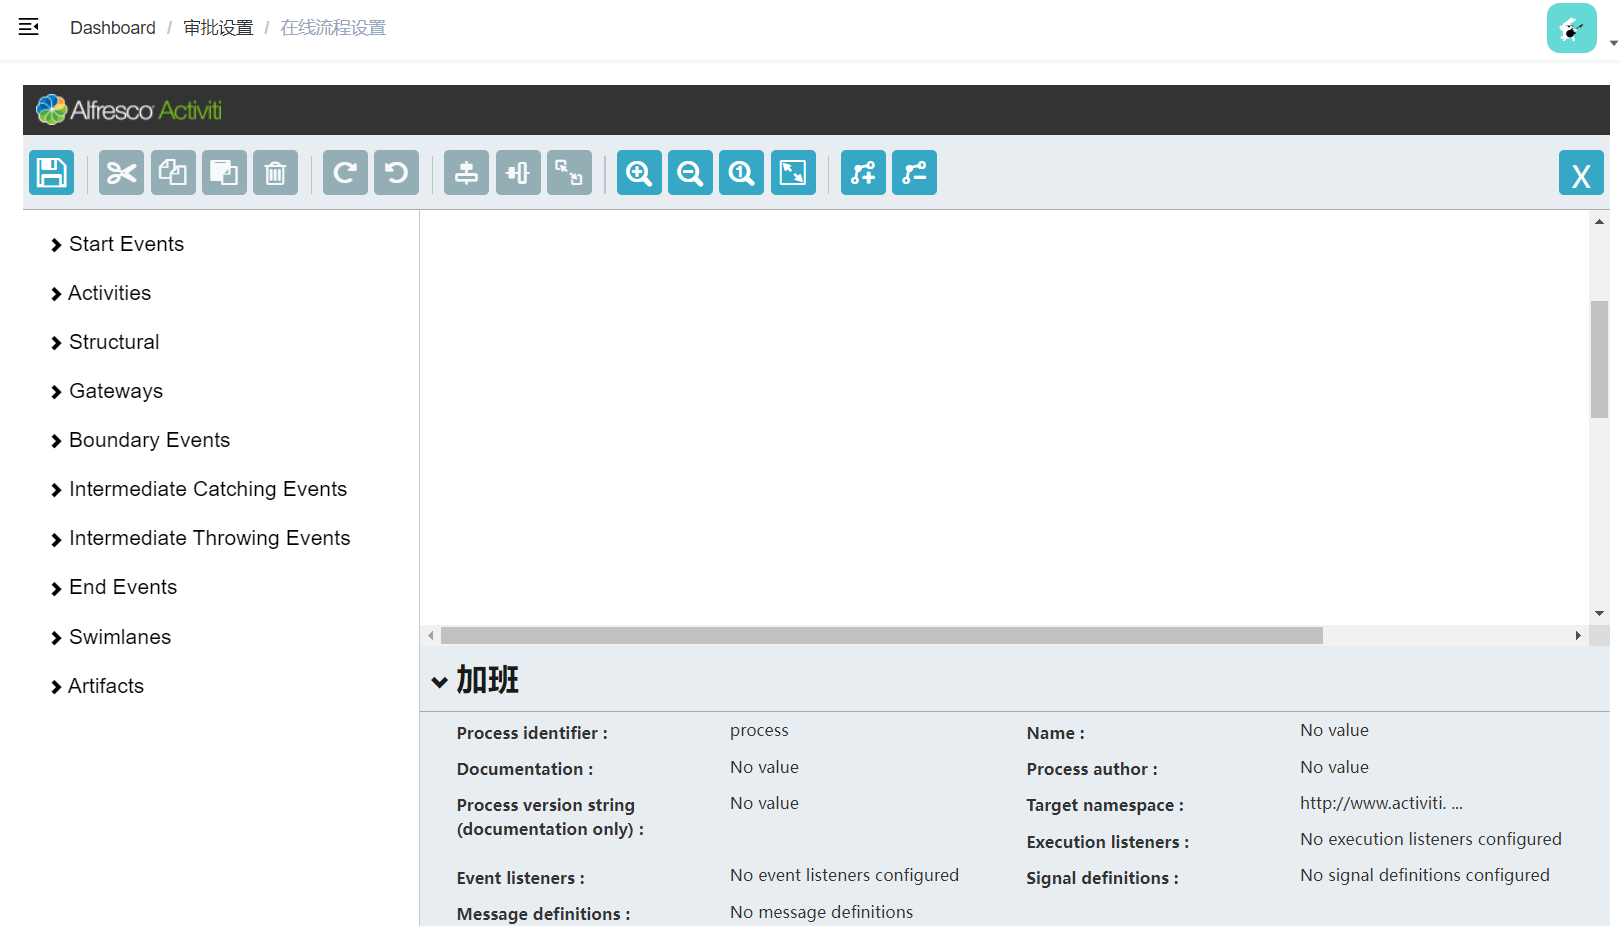 Dashboard / 审批设置 / 在线流程设置
Alfresco Activiti
X
Start Events
Activities
Structural
Gateways
Boundary Events
Intermediate Catching Events
Intermediate Throwing Events
End Events
Swimlanes
Artifacts
加班
Process identifier : process
Name : No value
Documentation : No value
Process author : No value
Process version string (documentation only) : No value
Target namespace : http://www.activiti. ...
Execution listeners : No execution listeners configured
Event listeners : No event listeners configured
Signal definitions : No signal definitions configured
Message definitions : No message definitions